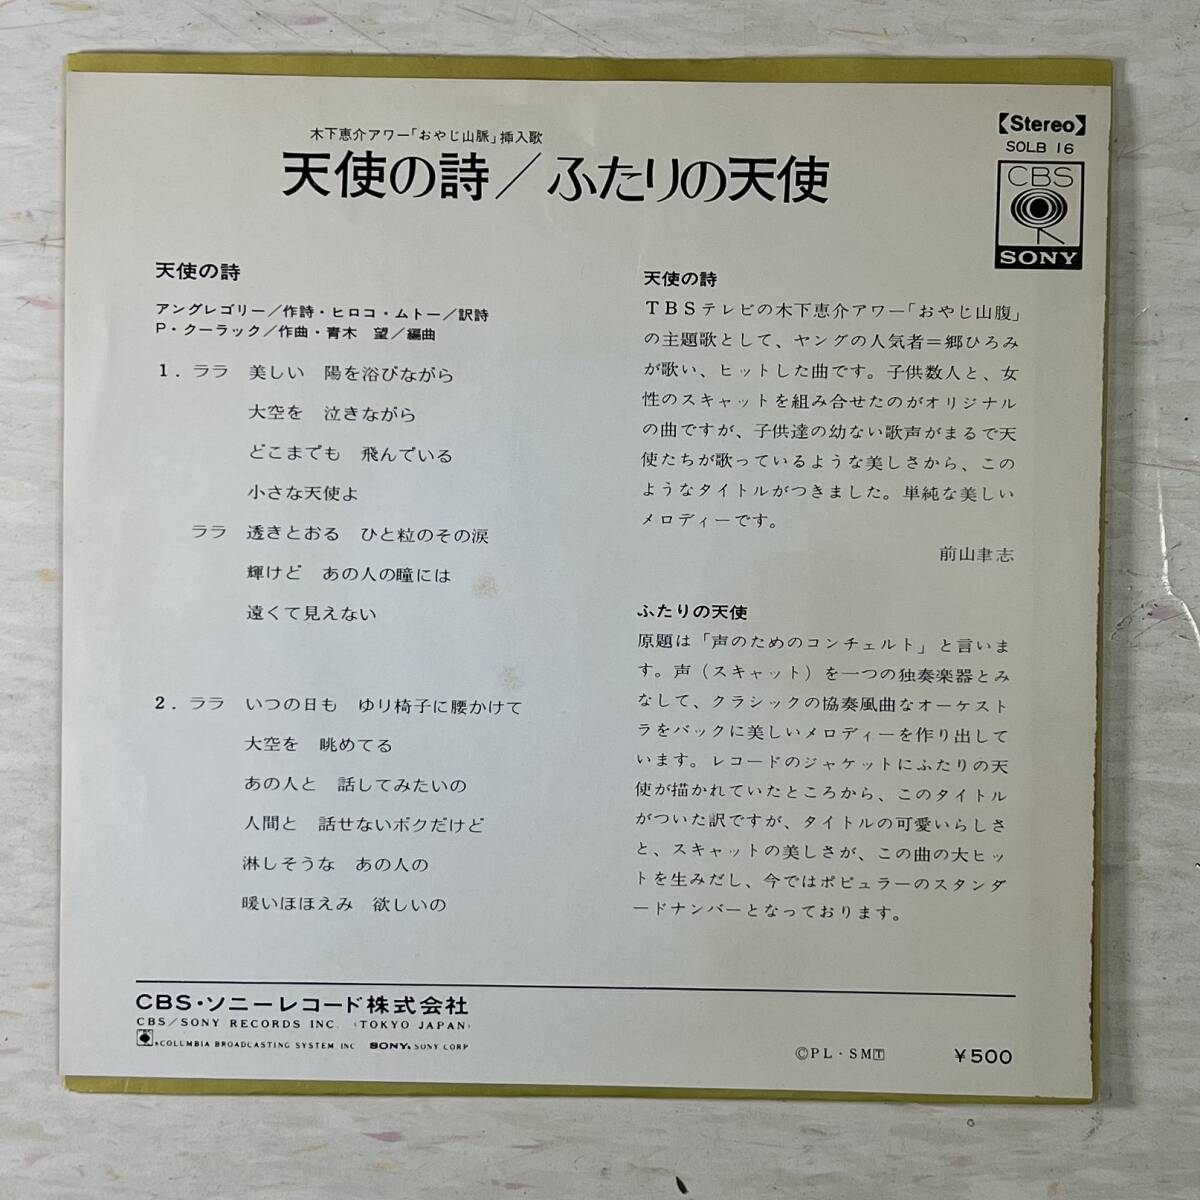 木下恵介アワー「おやじ山脈」挿入歌
天使の詩／ふたりの天使
【Stereo】
SOLB 16
CBS
SONY
天使の詩
アングレゴリー／作詩・ヒロコ・ムトー／訳詩
P・クーラック／作曲・青木 望／編曲
1. ララ 美しい 陽を浴びながら
大空を 泣きながら
どこまでも 飛んでいる
小さな天使よ
ララ 透きとおる ひと粒のその涙
輝けど あの人の瞳には
遠くて見えない
2. ララ いつの日も ゆり椅子に腰かけて
大空を 眺めてる
あの人と 話してみたいの
人間と 話せないボクだけど
淋しそうな あの人の
暖いほほえみ 欲しいの
天使の詩
TBSテレビの木下恵介アワー「おやじ山腹」
の主題歌として、ヤングの人気者＝郷ひろみ
が歌い、ヒットした曲です。子供数人と、女
性のスキャットを組み合せたのがオリジナル
の曲ですが、子供達の幼ない歌声がまるで天
使たちが歌っているような美しさから、この
ようなタイトルがつきました。単純な美しい
メロディーです。
前山聿志
ふたりの天使
原題は「声のためのコンチェルト」と言いま
す。声（スキャット）を一つの独奏楽器とみ
なして、クラシックの協奏風曲なオーケスト
ラをバックに美しいメロディーを作り出して
います。レコードのジャケットにふたりの天
使が描かれていたところから、このタイトル
がついた訳ですが、タイトルの可愛いらしさ
と、スキャットの美しさが、この曲の大ヒッ
トを生みだし、今ではポピュラーのスタンダ
ードナンバーとなっております。
CBS・ソニーレコード株式会社
CBS/SONY RECORDS INC. (TOKYO JAPAN)
COLUMBIA BROADCASTING SYSTEM INC SONY, SONY CORP
©PL・SM🅃 ¥500